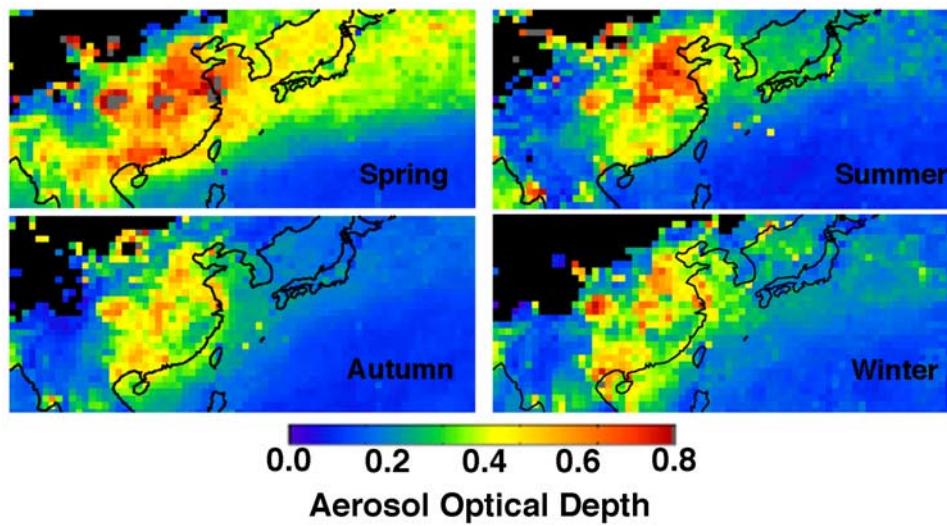 Spring
Summer
Autumn
Winter
0.0 0.2 0.4 0.6 0.8
Aerosol Optical Depth